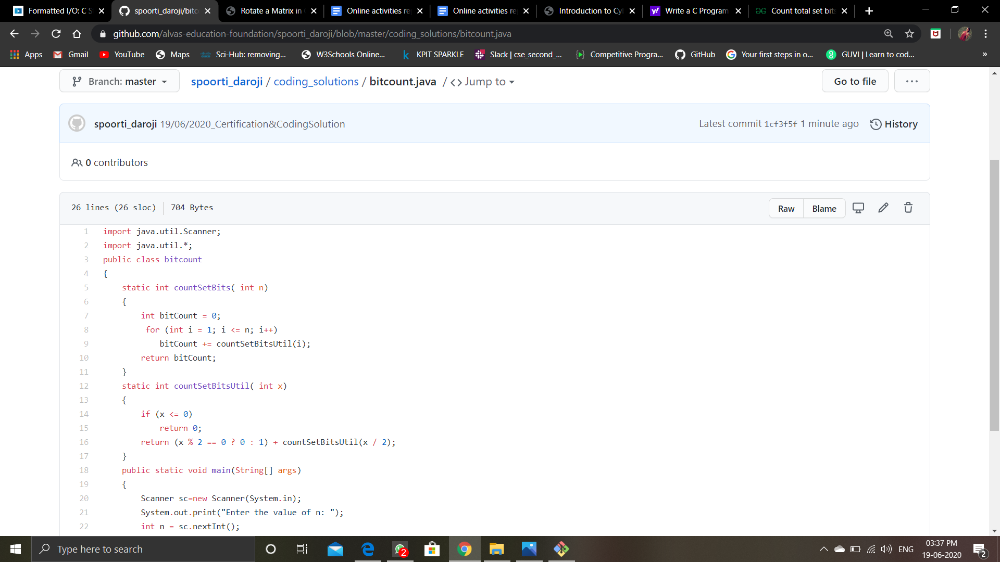 Formatted I/O: C S
spoorti_daroji/bitc
Rotate a Matrix in
Online activities re
Online activities re
Introduction to Cy
Write a C Program
Count total set bits
github.com/alvas-education-foundation/spoorti_daroji/blob/master/coding_solutions/bitcount.java
Apps Gmail YouTube Maps Sci-Hub: removing... W3Schools Online... KPIT SPARKLE Slack | cse_second_... Competitive Progra... GitHub Your first steps in o... GUVI | Learn to cod... »
Branch: master spoorti_daroji / coding_solutions / bitcount.java / <> Jump to Go to file ...
spoorti_daroji 19/06/2020_Certification&CodingSolution Latest commit 1cf3f5f 1 minute ago History
0 contributors
26 lines (26 sloc) 704 Bytes Raw Blame
1 import java.util.Scanner;
2 import java.util.*;
3 public class bitcount
4 {
5 static int countSetBits( int n)
6 {
7 int bitCount = 0;
8 for (int i = 1; i <= n; i++)
9 bitCount += countSetBitsUtil(i);
10 return bitCount;
11 }
12 static int countSetBitsUtil( int x)
13 {
14 if (x <= 0)
15 return 0;
16 return (x % 2 == 0 ? 0 : 1) + countSetBitsUtil(x / 2);
17 }
18 public static void main(String[] args)
19 {
20 Scanner sc=new Scanner(System.in);
21 System.out.print("Enter the value of n: ");
22 int n = sc.nextInt();
Type here to search
2
ENG
03:37 PM
19-06-2020
2